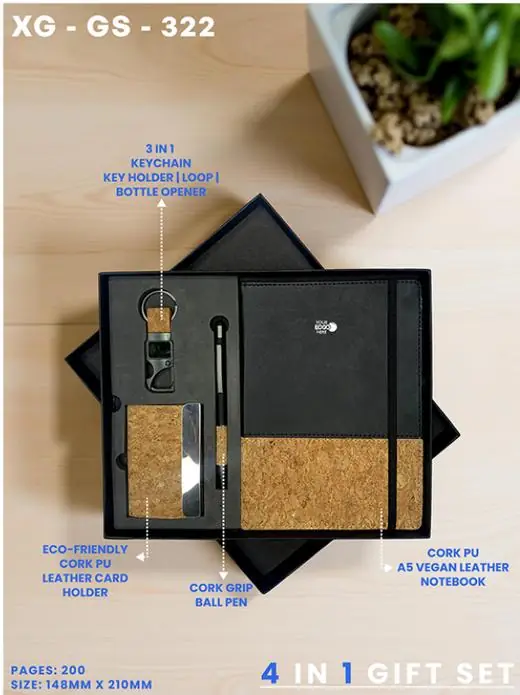 XG - GS - 322
3 IN 1
KEYCHAIN
KEY HOLDER | LOOP |
BOTTLE OPENER
YOUR
LOGO
HERE
ECO-FRIENDLY
CORK PU
LEATHER CARD
HOLDER
CORK GRIP
BALL PEN
CORK PU
A5 VEGAN LEATHER
NOTEBOOK
PAGES: 200
SIZE: 148MM X 210MM
4 IN 1 GIFT SET